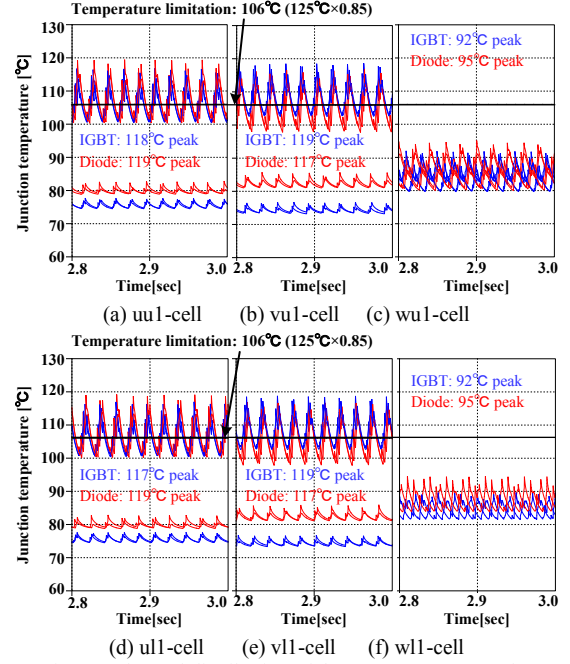 Temperature limitation: 106℃ (125℃×0.85)
Junction temperature [℃]
130
120
110
100
90
80
70
60
IGBT: 118℃ peak
Diode: 119℃ peak
IGBT: 119℃ peak
Diode: 117℃ peak
IGBT: 92℃ peak
Diode: 95℃ peak
2.8 2.9 3.0 2.8 2.9 3.0 2.8 2.9 3.0
Time[sec] Time[sec] Time[sec]
(a) uu1-cell (b) vu1-cell (c) wu1-cell
Temperature limitation: 106℃ (125℃×0.85)
Junction temperature [℃]
130
120
110
100
90
80
70
60
IGBT: 117℃ peak
Diode: 119℃ peak
IGBT: 119℃ peak
Diode: 117℃ peak
IGBT: 92℃ peak
Diode: 95℃ peak
2.8 2.9 3.0 2.8 2.9 3.0 2.8 2.9 3.0
Time[sec] Time[sec] Time[sec]
(d) ul1-cell (e) vl1-cell (f) wl1-cell